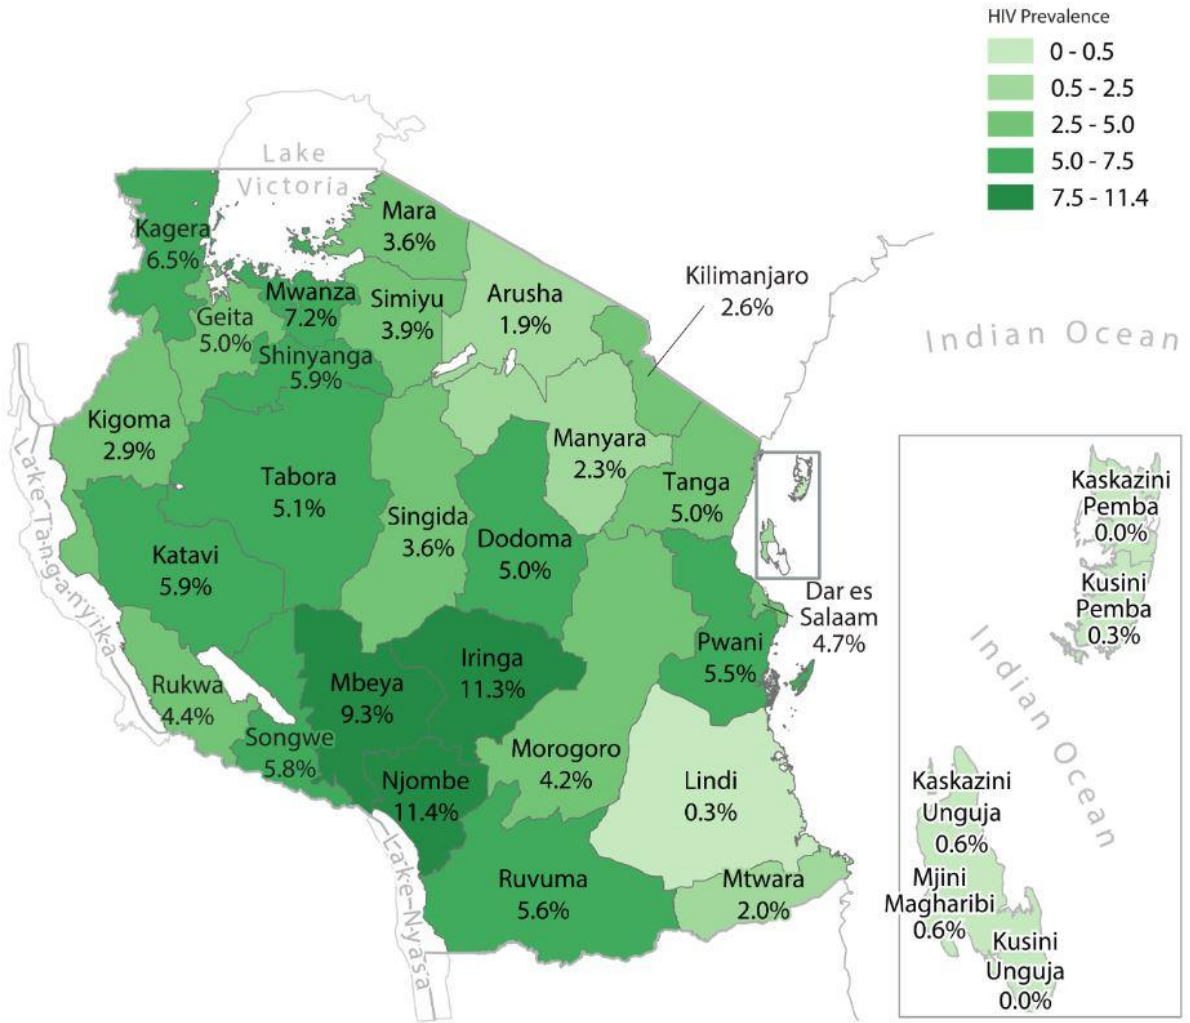 HIV Prevalence
0 - 0.5
0.5 - 2.5
2.5 - 5.0
5.0 - 7.5
7.5 - 11.4
Lake
Victoria
Kagera
6.5%
Mara
3.6%
Mwanza
7.2%
Simiyu
3.9%
Arusha
1.9%
Kilimanjaro
2.6%
Geita
5.0%
Shinyanga
5.9%
Indian Ocean
Kigoma
2.9%
Tabora
5.1%
Manyara
2.3%
Tanga
5.0%
Singida
3.6%
Dodoma
5.0%
Katavi
5.9%
Lake Tanganyika
Dar es
Salaam
4.7%
Pwani
5.5%
Rukwa
4.4%
Mbeya
9.3%
Iringa
11.3%
Songwe
5.8%
Njombe
11.4%
Morogoro
4.2%
Lindi
0.3%
Lake Nyasa
Ruvuma
5.6%
Mtwara
2.0%
Kaskazini
Pemba
0.0%
Kusini
Pemba
0.3%
Indian Ocean
Kaskazini
Unguja
0.6%
Mjini
Magharibi
0.6%
Kusini
Unguja
0.0%